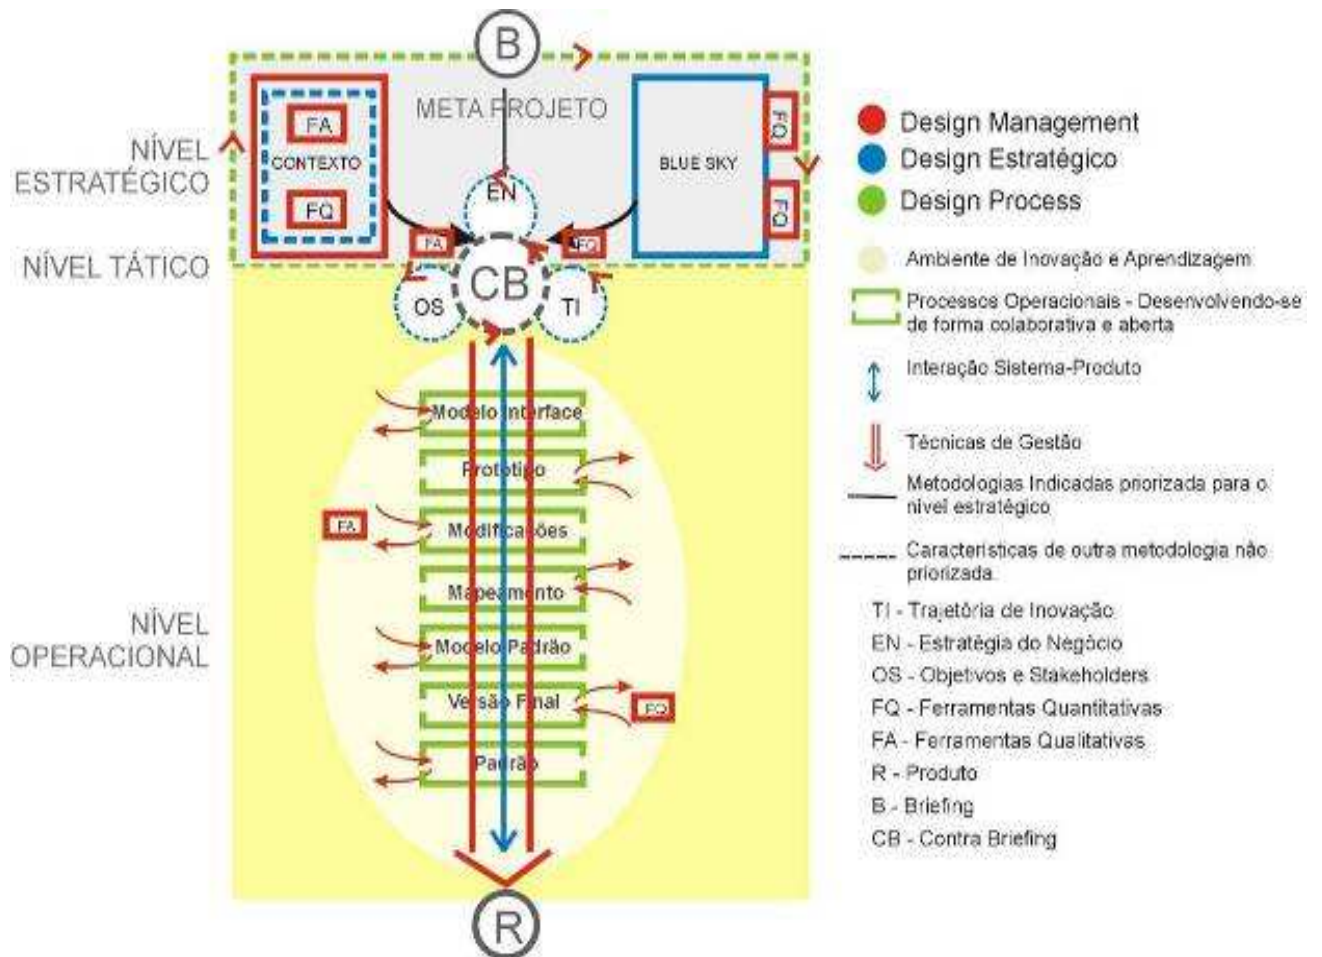 B
META PROJETO
NÍVEL
ESTRATÉGICO
FA
CONTEXTO
FQ
EN
BLUE SKY
FQ
FQ
NÍVEL TÁTICO
FA
FQ
CB
OS
TI
Modelo Interface
Protótipo
FA
Modificações
Mapeamento
NÍVEL
OPERACIONAL
Modelo Padrão
Versão Final
FQ
Padrão
R
Design Management
Design Estratégico
Design Process
Ambiente de Inovação e Aprendizagem
Processos Operacionais - Desenvolvendo-se
de forma colaborativa e aberta
Interação Sistema-Produto
Técnicas de Gestão
Metodologias Indicadas priorizada para o
nível estratégico
Características de outra metodologia não
priorizada.
TI - Trajetória de Inovação
EN - Estratégia do Negócio
OS - Objetivos e Stakeholders
FQ - Ferramentas Quantitativas
FA - Ferramentas Qualitativas
R - Produto
B - Briefing
CB - Contra Briefing